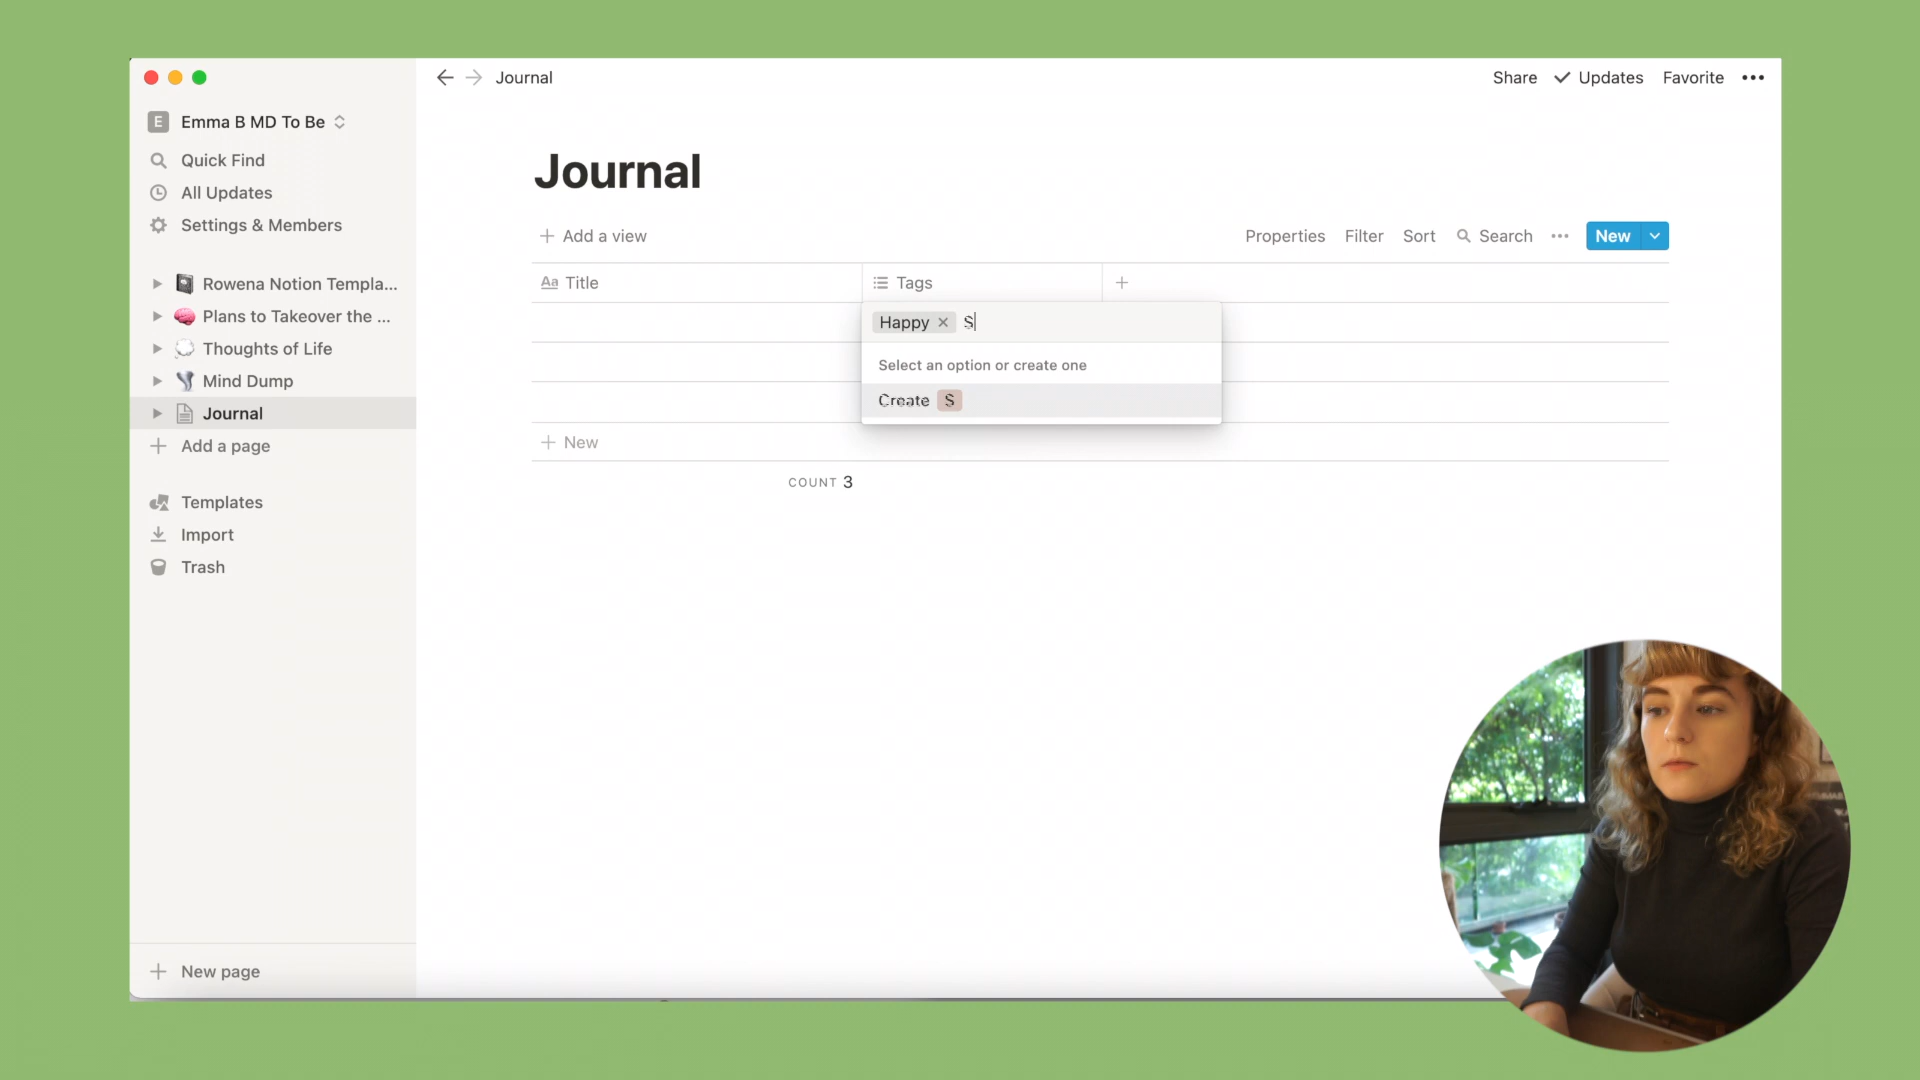 Journal
Share Updates Favorite
E Emma B MD To Be
Quick Find
All Updates
Settings & Members
Rowena Notion Templa...
Plans to Takeover the ...
Thoughts of Life
Mind Dump
Journal
Add a page
Templates
Import
Trash
New page
Journal
Add a view
Properties Filter Sort Search New
Aa Title Tags
Happy S
Select an option or create one
Create S
New
COUNT 3